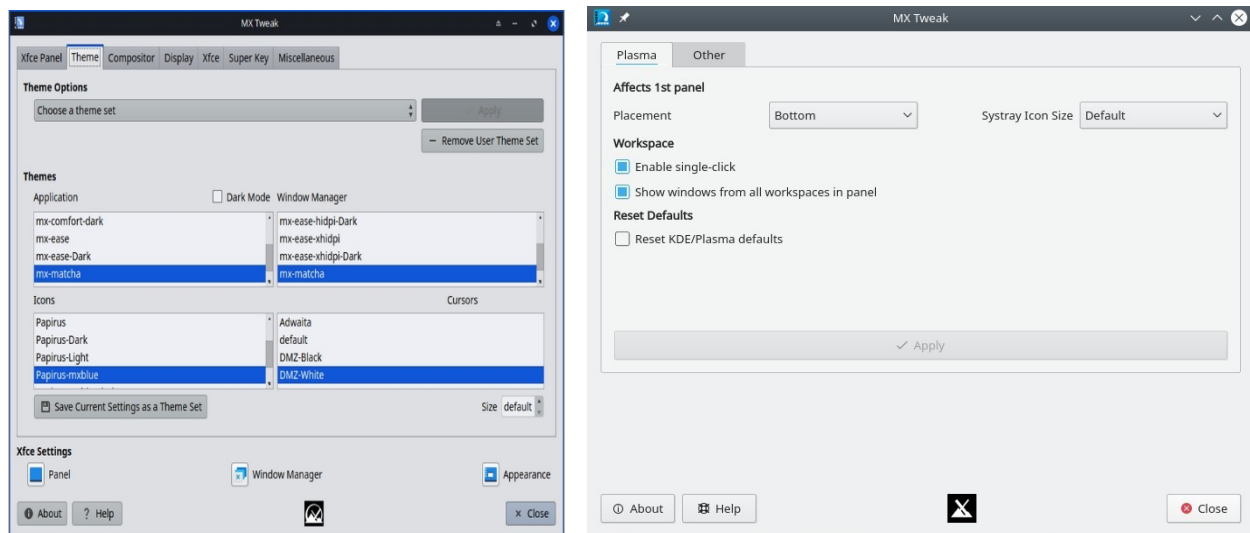 MX Tweak
Xfce Panel Theme Compositor Display Xfce Super Key Miscellaneous
Theme Options
Choose a theme set
Apply
Remove User Theme Set
Themes
Application Dark Mode Window Manager
mx-comfort-dark
mx-ease
mx-ease-Dark
mx-matcha
mx-ease-hidpi-Dark
mx-ease-xhidpi
mx-ease-xhidpi-Dark
mx-matcha
Icons Cursors
Papirus
Papirus-Dark
Papirus-Light
Papirus-mxblue
Adwaita
default
DMZ-Black
DMZ-White
Save Current Settings as a Theme Set
Size default
Xfce Settings
Panel Window Manager Appearance
About ? Help Close
MX Tweak
Plasma Other
Affects 1st panel
Placement Bottom Systray Icon Size Default
Workspace
Enable single-click
Show windows from all workspaces in panel
Reset Defaults
Reset KDE/Plasma defaults
Apply
About Help Close